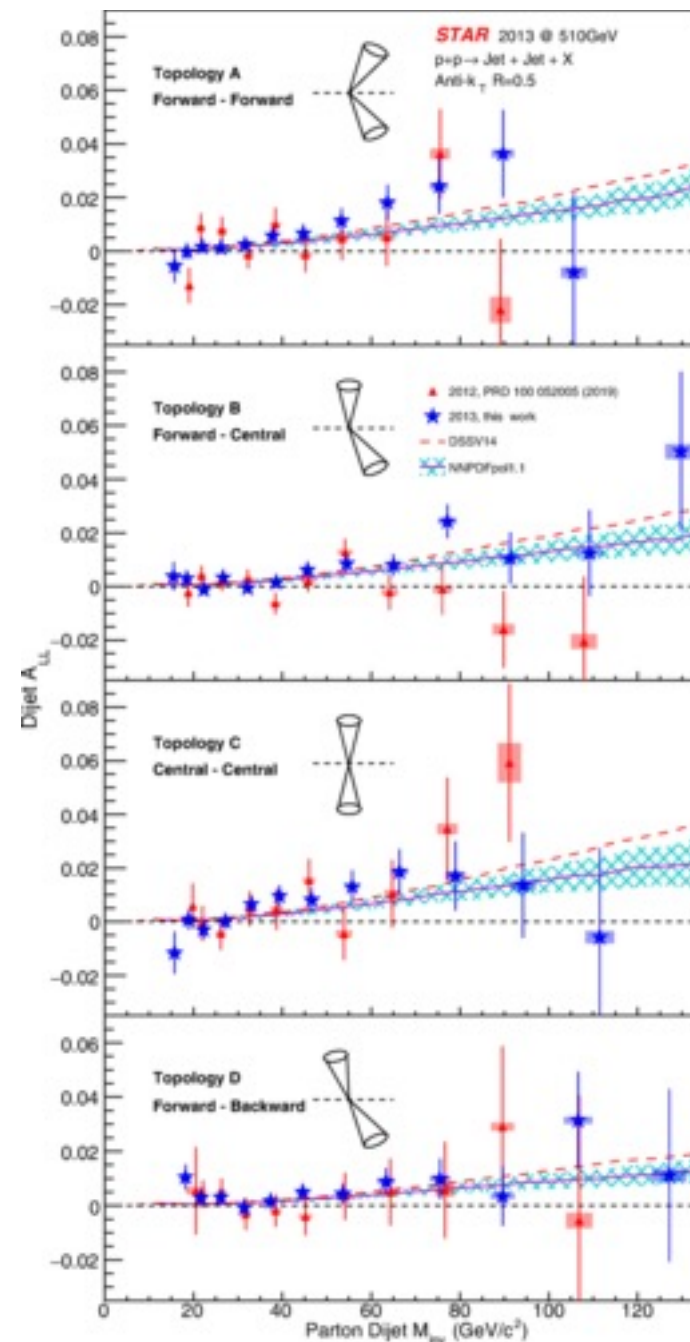 STAR 2013 @ 510GeV
p+p→ Jet + Jet + X
Anti-k_T R=0.5
Topology A
Forward - Forward
0.08
0.06
0.04
0.02
0
−0.02
Topology B
Forward - Central
2012, PRD 100 052005 (2019)
2013, this work
DSSV14
NNPDFpol1.1
0.08
0.06
0.04
0.02
0
−0.02
Dijet A_LL
Topology C
Central - Central
0.08
0.06
0.04
0.02
0
−0.02
Topology D
Forward - Backward
0.06
0.04
0.02
0
−0.02
0 20 40 60 80 100 120
Parton Dijet M_inv (GeV/c²)